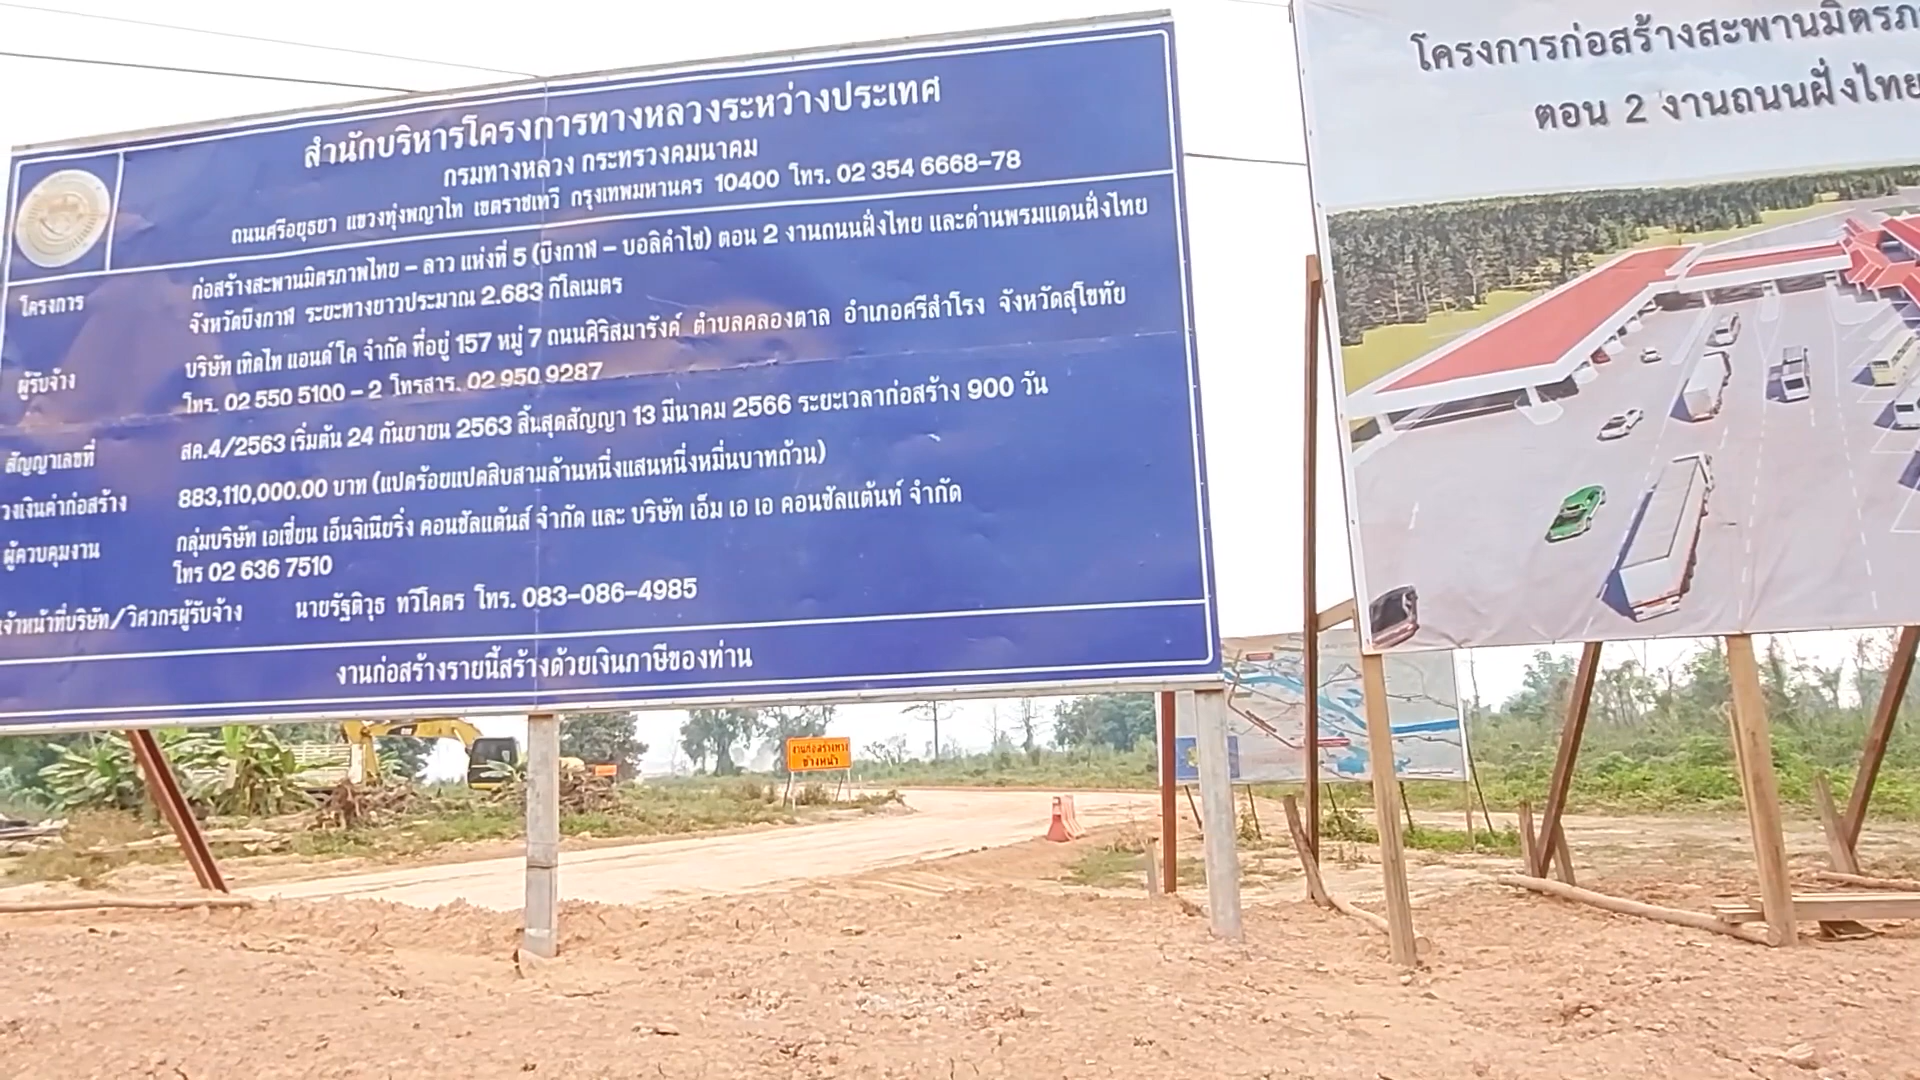 สำนักบริหารโครงการทางหลวงระหว่างประเทศ
กรมทางหลวง กระทรวงคมนาคม
ถนนศรีอยุธยา แขวงทุ่งพญาไท เขตราชเทวี กรุงเทพมหานคร 10400 โทร. 02 354 6668-78
โครงการ ก่อสร้างสะพานมิตรภาพไทย - ลาว แห่งที่ 5 (บึงกาฬ - บอลิคำไซ) ตอน 2 งานถนนฝั่งไทย และด่านพรมแดนฝั่งไทย
จังหวัดบึงกาฬ ระยะทางยาวประมาณ 2.683 กิโลเมตร
ผู้รับจ้าง บริษัท เทิดไท แอนด์ โค จำกัด ที่อยู่ 157 หมู่ 7 ถนนศิริสมารังค์ ตำบลคลองตาล อำเภอศรีสำโรง จังหวัดสุโขทัย
โทร. 02 550 5100 - 2 โทรสาร. 02 950 9287
สัญญาเลขที่ สค.4/2563 เริ่มต้น 24 กันยายน 2563 สิ้นสุดสัญญา 13 มีนาคม 2566 ระยะเวลาก่อสร้าง 900 วัน
วงเงินค่าก่อสร้าง 883,110,000.00 บาท (แปดร้อยแปดสิบสามล้านหนึ่งแสนหนึ่งหมื่นบาทถ้วน)
ผู้ควบคุมงาน กลุ่มบริษัท เอเชี่ยน เอ็นจิเนียริ่ง คอนซัลแต้นส์ จำกัด และ บริษัท เอ็ม เอ เอ คอนซัลแต้นท์ จำกัด
โทร 02 636 7510
เจ้าหน้าที่บริษัท/วิศวกรผู้รับจ้าง นายรัฐติวุธ ทวีโคตร โทร. 083-086-4985
งานก่อสร้างรายนี้สร้างด้วยเงินภาษีของท่าน
โครงการก่อสร้างสะพานมิตรภ
ตอน 2 งานถนนฝั่งไทย
งานก่อสร้างทาง
ข้างหน้า